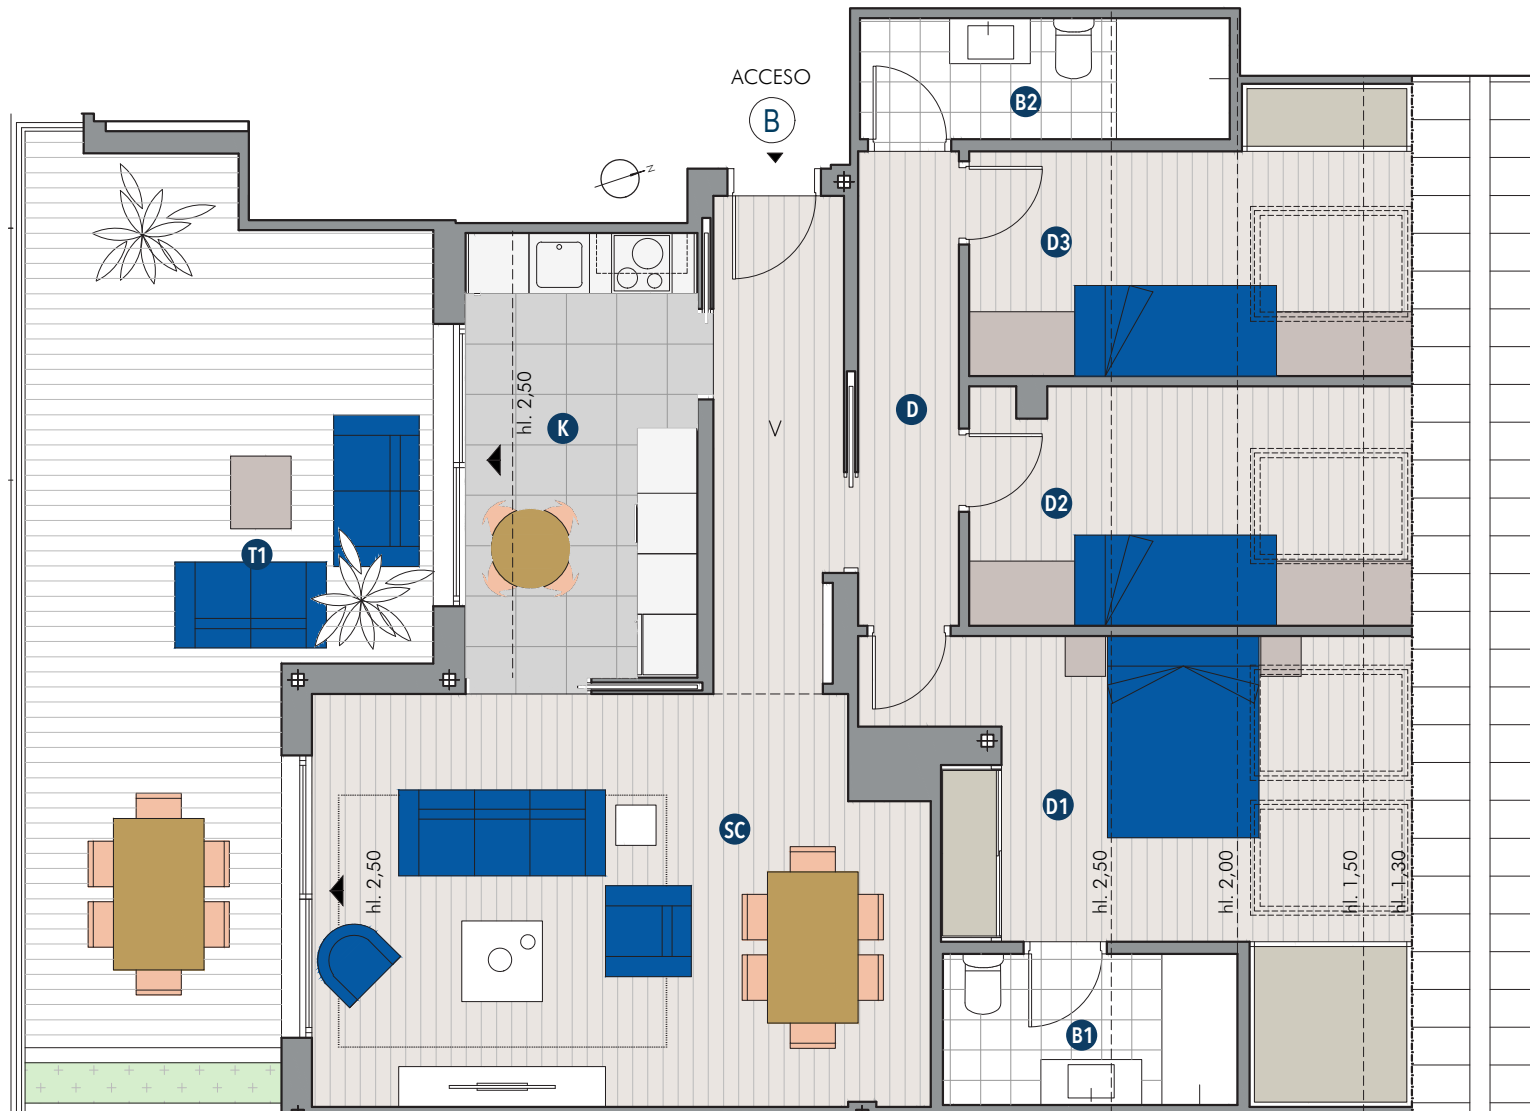 ACCESO
B
N
B2
D3
hl. 2,50
K
V
D
D2
T1
D1
SC
hl. 2,50
hl. 2,50
hl. 2,00
hl. 1,50
hl. 1,30
B1